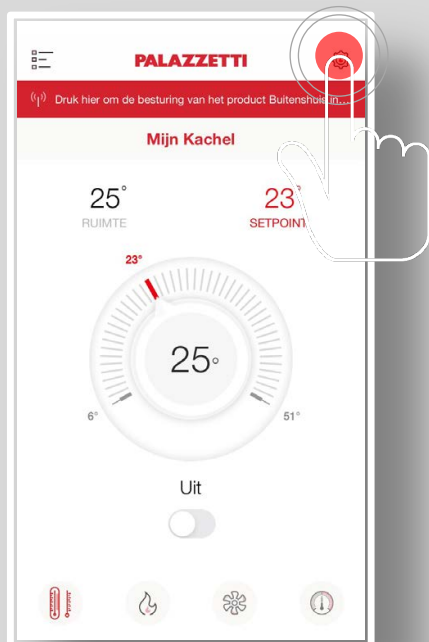 PALAZZETTI
Druk hier om de besturing van het product Buitenshuis in...
Mijn Kachel
25° 23°
RUIMTE SETPOINT
23°
25°
6° 51°
Uit